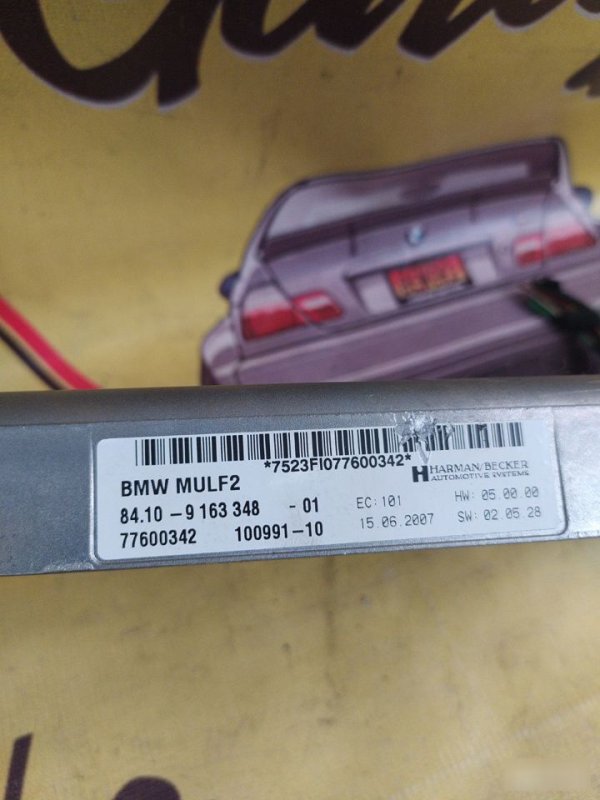 *7523FI077600342*
HARMAN/BECKER
AUTOMOTIVE SYSTEMS
BMW MULF2
84.10 – 9 163 348 - 01
EC: 101
HW: 05.00.00
77600342 100991–10
15.06.2007
SW: 02.05.28